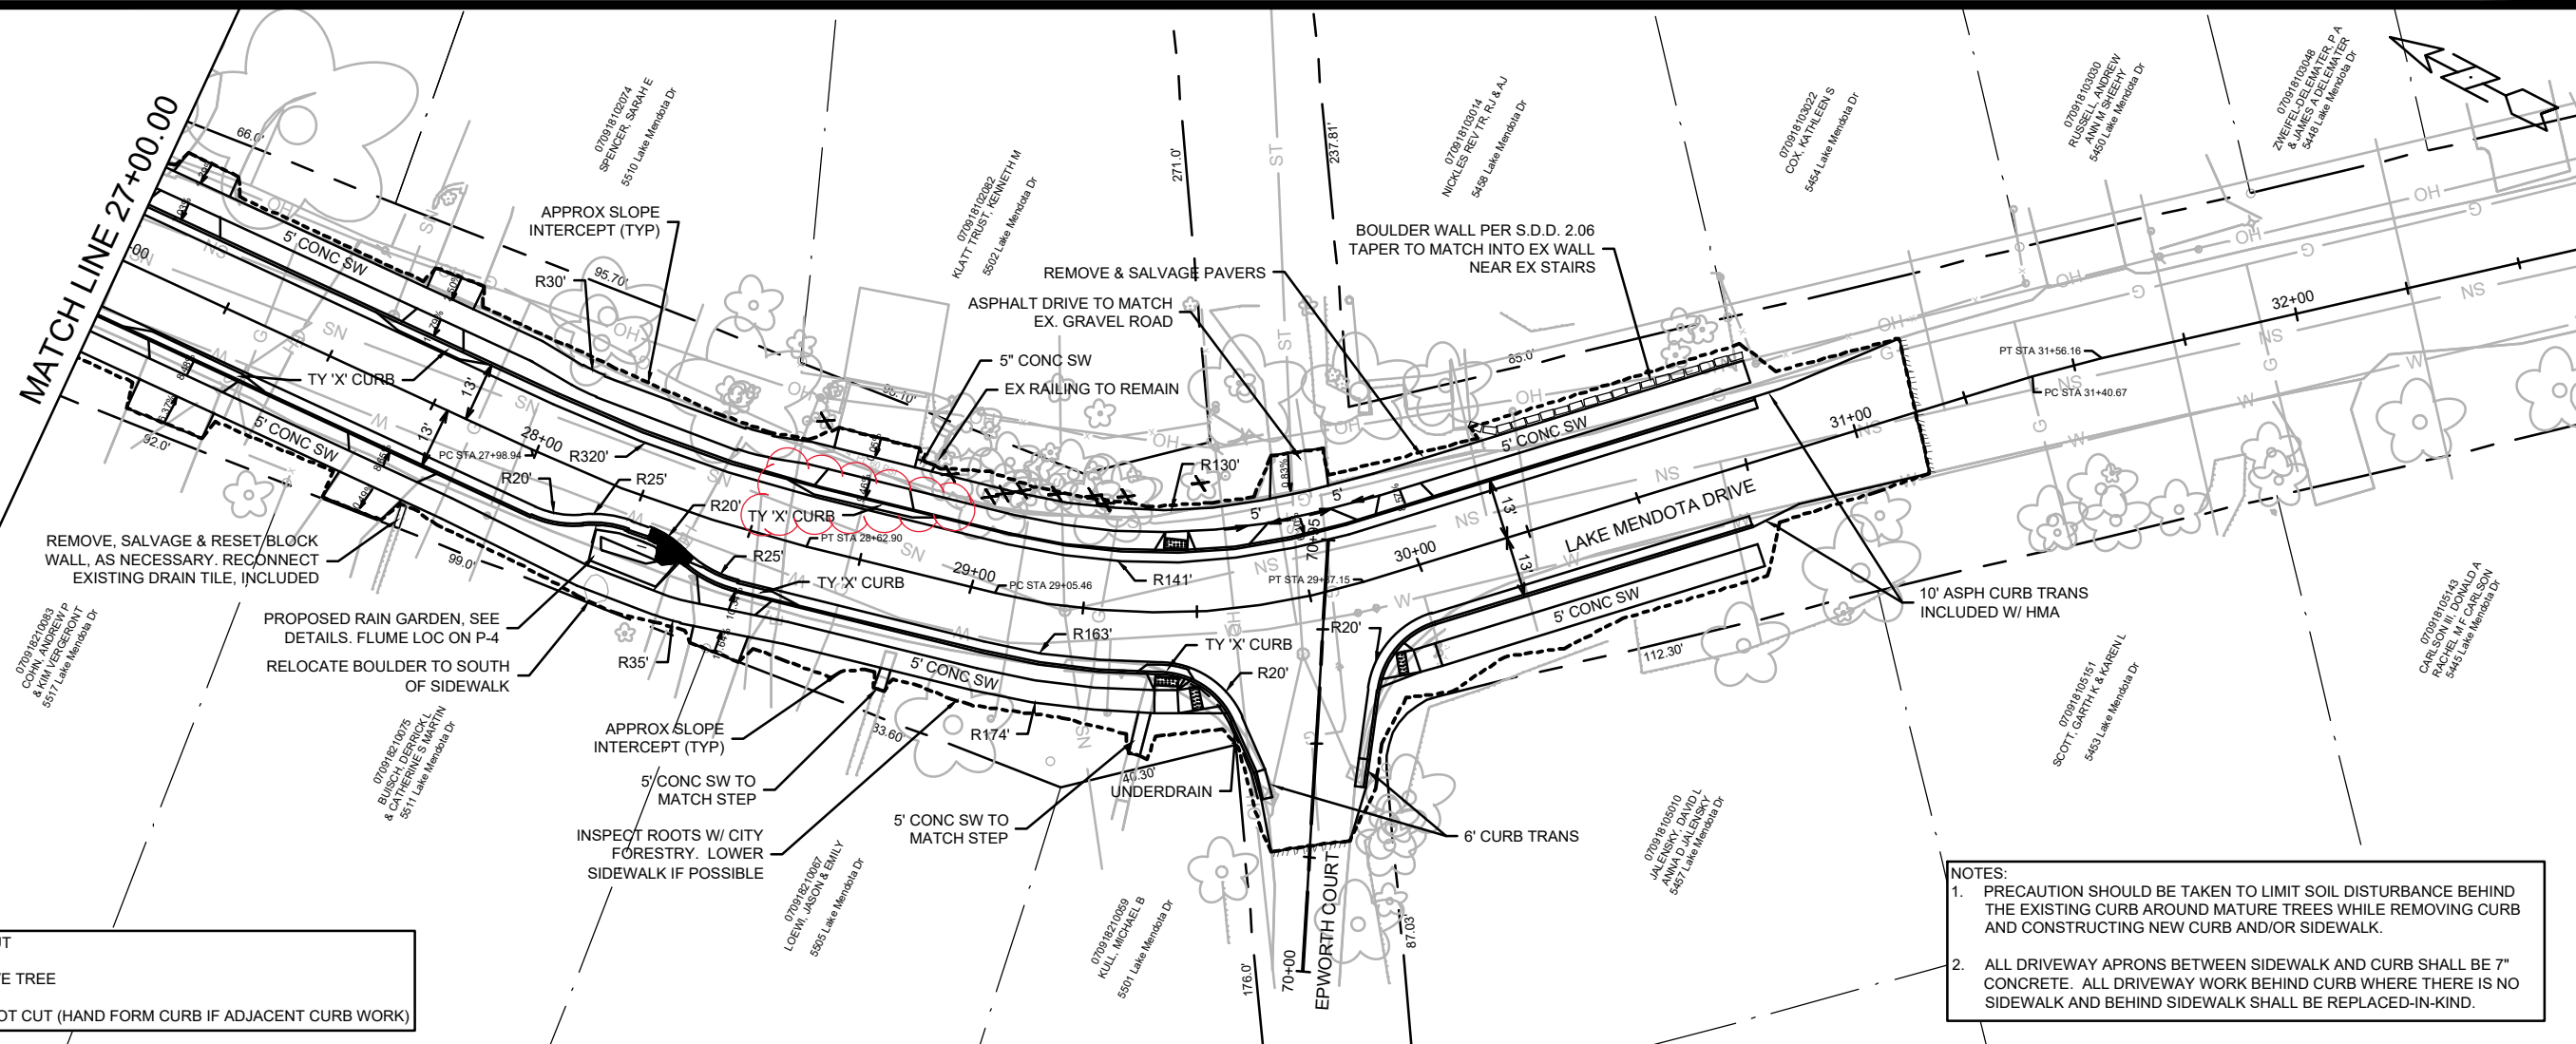 MATCH LINE 27+00.00
66.0'
070918102074
SPENCER, SARAH E
5510 Lake Mendota Dr
APPROX SLOPE
INTERCEPT (TYP)
R30'
95.70'
5' CONC SW
TY 'X' CURB
13'
13'
28+00
PC STA 27+98.94
R320'
R20'
R25'
R20'
TY 'X' CURB
PT STA 28+62.90
R25'
TY 'X' CURB
92.0'
5' CONC SW
99.0'
REMOVE, SALVAGE & RESET BLOCK
WALL, AS NECESSARY. RECONNECT
EXISTING DRAIN TILE, INCLUDED
PROPOSED RAIN GARDEN, SEE
DETAILS. FLUME LOC ON P-4
RELOCATE BOULDER TO SOUTH
OF SIDEWALK
R35'
070918210083
COHN, ANDREW P
& KIM VERGERONT
5517 Lake Mendota Dr
070918210075
BUISCH, DERRICK L
& CATHERINE S MARTIN
5511 Lake Mendota Dr
APPROX SLOPE
INTERCEPT (TYP)
5' CONC SW TO
MATCH STEP
INSPECT ROOTS W/ CITY
FORESTRY. LOWER
SIDEWALK IF POSSIBLE
070918210067
LOEWI, JASON & EMILY
5505 Lake Mendota Dr
5' CONC SW
R174'
33.60'
5' CONC SW TO
MATCH STEP
40.30'
UNDERDRAIN
070918210059
KULL, MICHAEL B
5501 Lake Mendota Dr
070918102082
KLATT TRUST, KENNETH M
5502 Lake Mendota Dr
271.0'
237.81'
ST
ST
REMOVE & SALVAGE PAVERS
ASPHALT DRIVE TO MATCH
EX. GRAVEL ROAD
5" CONC SW
EX RAILING TO REMAIN
R130'
0.83%
5'
5'
R141'
29+00
PC STA 29+05.46
R163'
TY 'X' CURB
R20'
R20'
70+95
30+00
13'
13'
LAKE MENDOTA DRIVE
5' CONC SW
5' CONC SW
BOULDER WALL PER S.D.D. 2.06
TAPER TO MATCH INTO EX WALL
NEAR EX STAIRS
85.0'
070918103014
NICKLES REV TR, RJ & AJ
5458 Lake Mendota Dr
070918103022
COX, KATHLEEN S
5454 Lake Mendota Dr
070918103030
RUSSELL, ANDREW
ANN M SHEEHY
5450 Lake Mendota Dr
070918103048
ZWEIFEL-DELEMATER, P A
& JAMES A DELEMATER
5448 Lake Mendota Dr
31+00
PT STA 31+56.16
PC STA 31+40.67
32+00
10' ASPH CURB TRANS
INCLUDED W/ HMA
112.30'
6' CURB TRANS
176.0'
70+00
EPWORTH COURT
87.03'
070918105010
JALENSKY, DAVID L
ANNA D JALENSKY
5457 Lake Mendota Dr
070918105151
SCOTT, GARTH K & KAREN L
5453 Lake Mendota Dr
070918105143
CARLSON III, DONALD A
RACHEL M F CARLSON
5445 Lake Mendota Dr
NOTES:
1. PRECAUTION SHOULD BE TAKEN TO LIMIT SOIL DISTURBANCE BEHIND
THE EXISTING CURB AROUND MATURE TREES WHILE REMOVING CURB
AND CONSTRUCTING NEW CURB AND/OR SIDEWALK.
2. ALL DRIVEWAY APRONS BETWEEN SIDEWALK AND CURB SHALL BE 7"
CONCRETE. ALL DRIVEWAY WORK BEHIND CURB WHERE THERE IS NO
SIDEWALK AND BEHIND SIDEWALK SHALL BE REPLACED-IN-KIND.
UT
VE TREE
OT CUT (HAND FORM CURB IF ADJACENT CURB WORK)